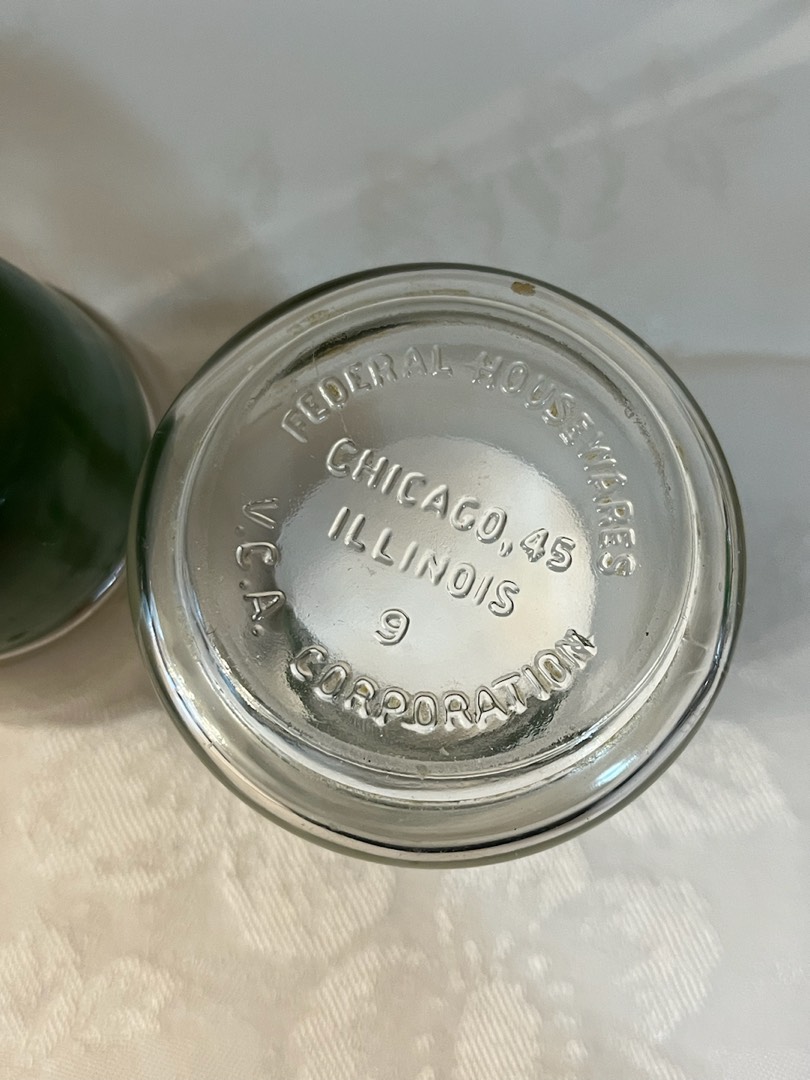 FEDERAL HOUSEWARES
CHICAGO, 45
ILLINOIS
9
V.C.A. CORPORATION